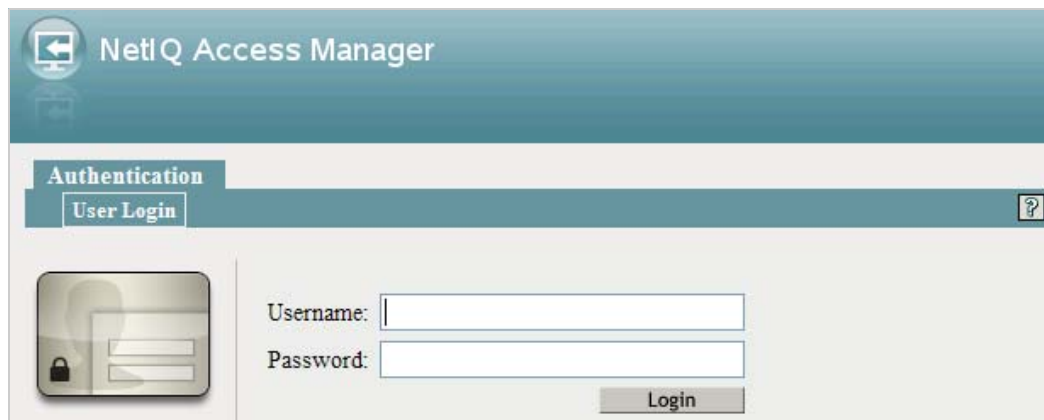 NetIQ Access Manager
Authentication
User Login
?
Username:
Password:
Login